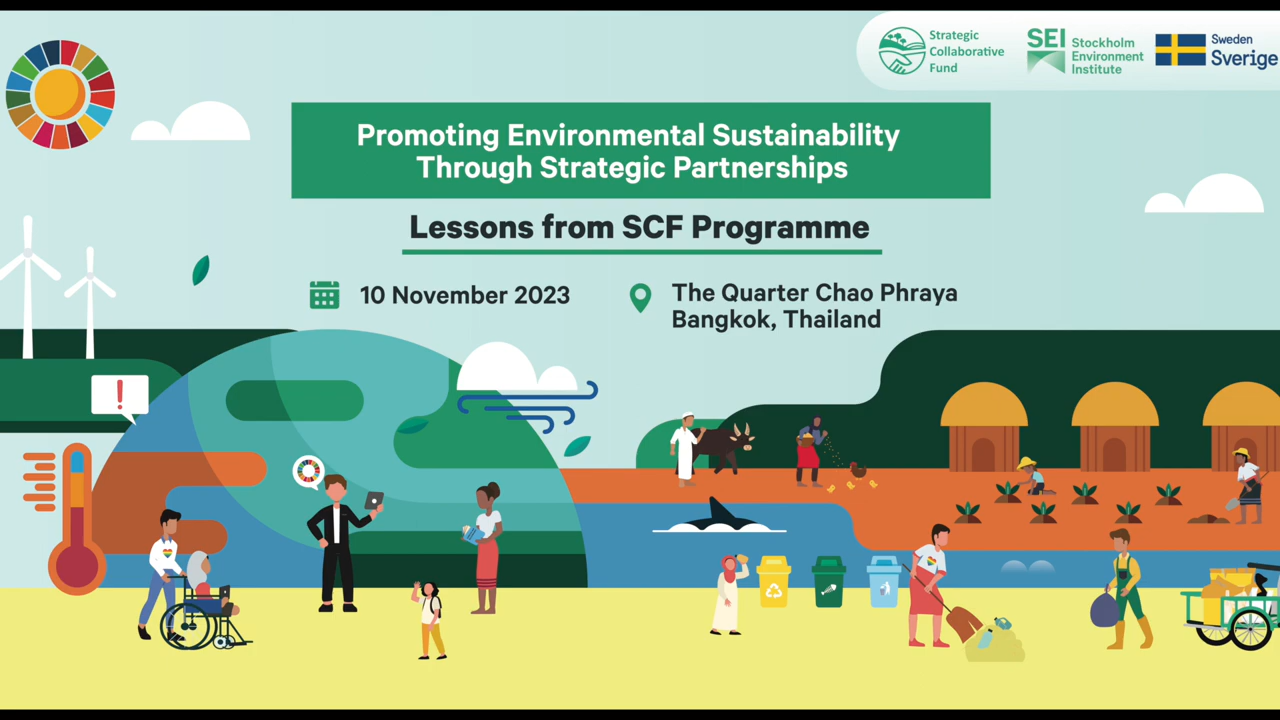 Strategic
Collaborative
Fund
SEI
Stockholm
Environment
Institute
Sweden
Sverige
Promoting Environmental Sustainability
Through Strategic Partnerships
Lessons from SCF Programme
10 November 2023
The Quarter Chao Phraya
Bangkok, Thailand
!